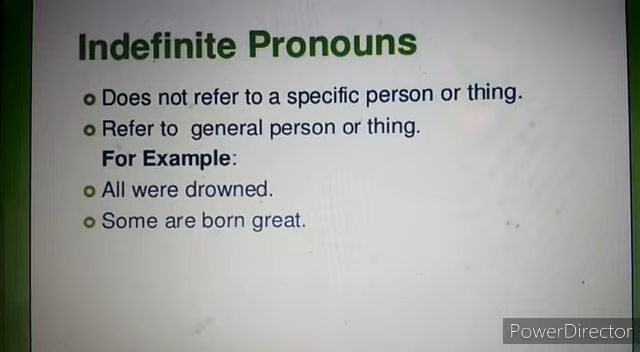 Indefinite Pronouns
Does not refer to a specific person or thing.
Refer to general person or thing.
For Example:
All were drowned.
Some are born great.
PowerDirector